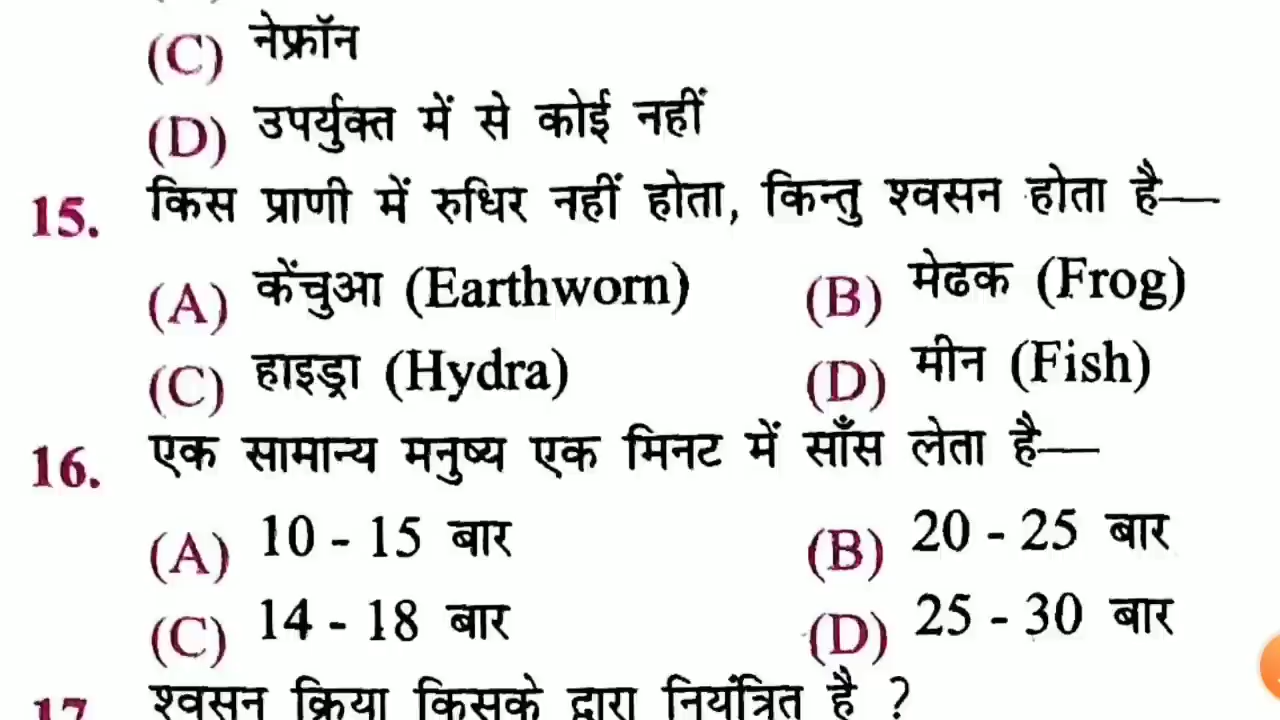 (C) नेफ्रॉन
(D) उपर्युक्त में से कोई नहीं
15. किस प्राणी में रुधिर नहीं होता, किन्तु श्वसन होता है—
(A) केंचुआ (Earthworn) (B) मेढक (Frog)
(C) हाइड्रा (Hydra) (D) मीन (Fish)
16. एक सामान्य मनुष्य एक मिनट में साँस लेता है—
(A) 10 - 15 बार (B) 20 - 25 बार
(C) 14 - 18 बार (D) 25 - 30 बार
17. श्वसन क्रिया किसके द्वारा नियंत्रित है ?